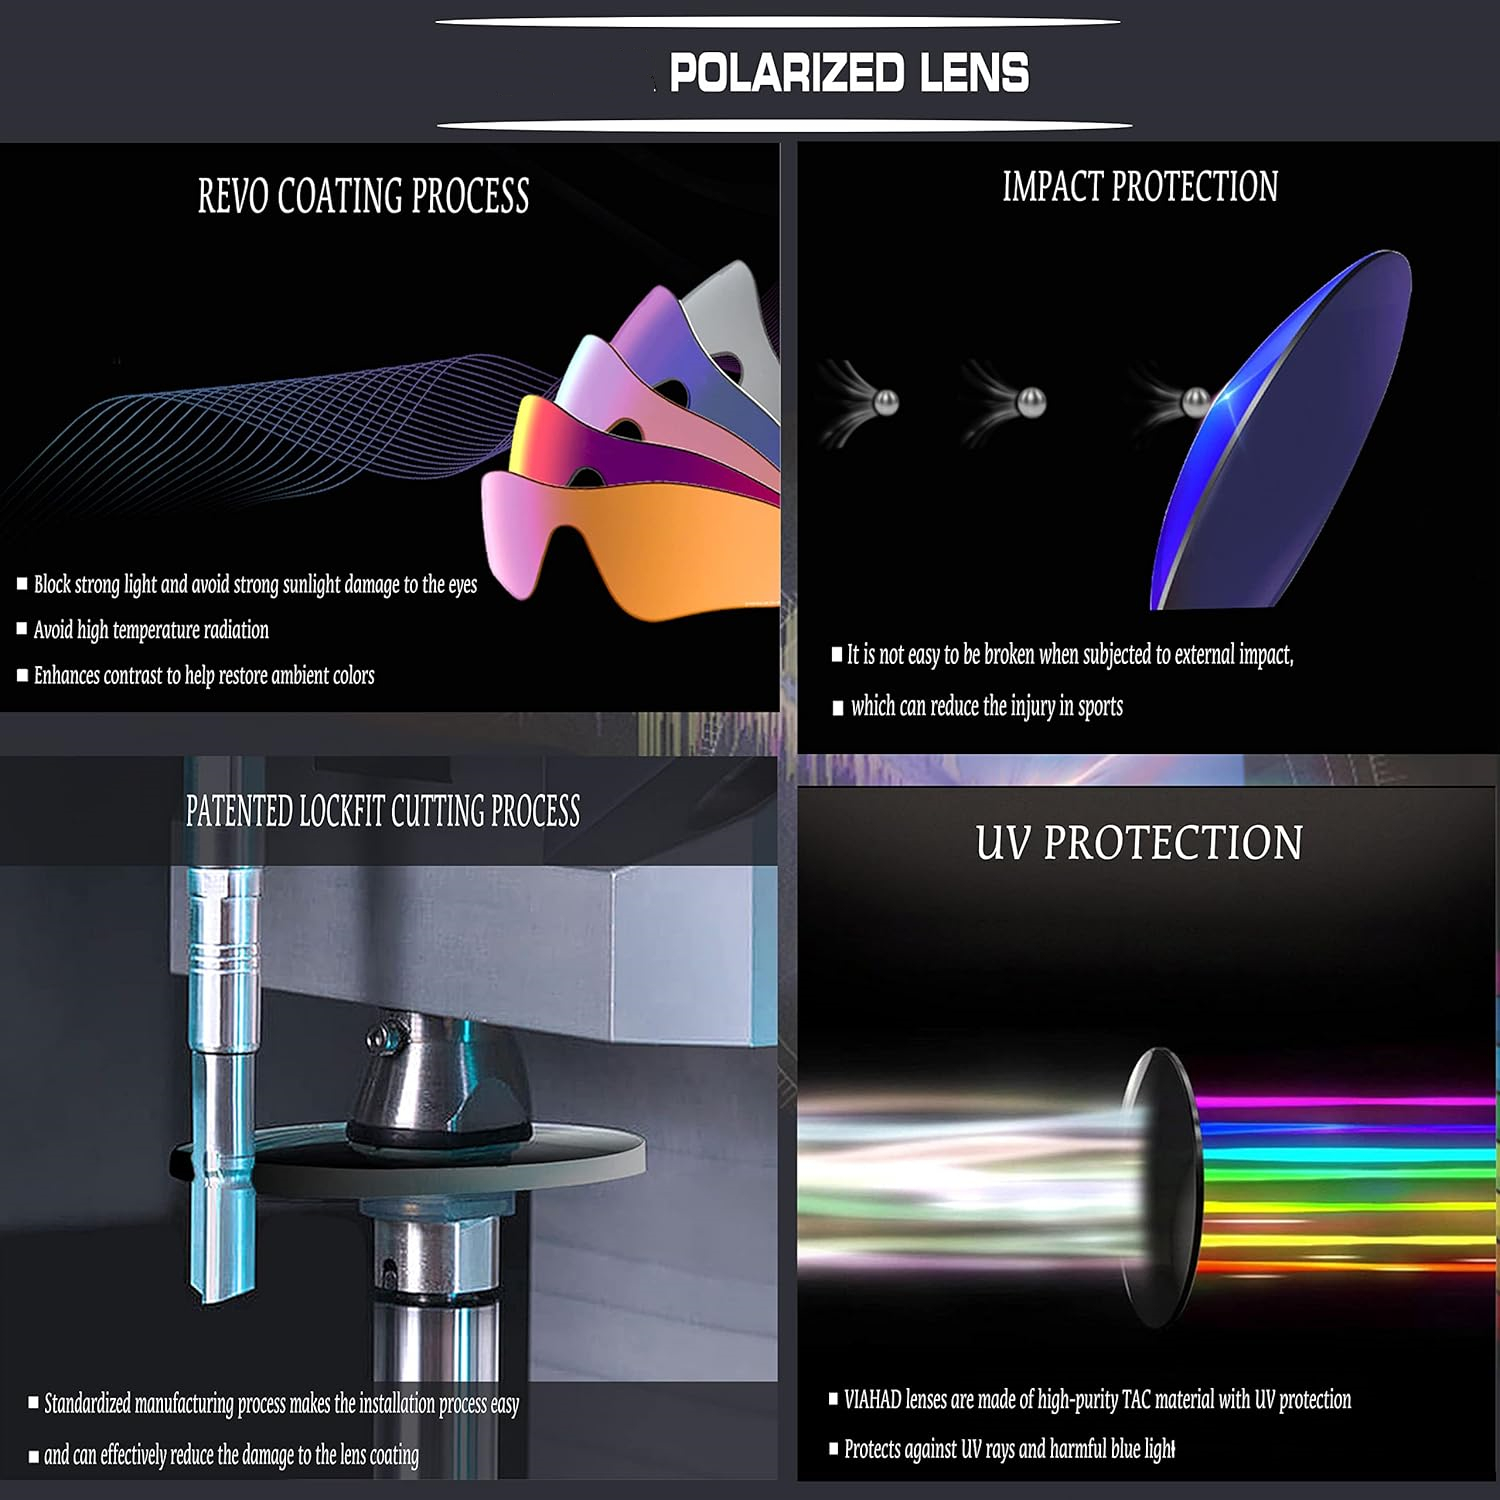 POLARIZED LENS
REVO COATING PROCESS
Block strong light and avoid strong sunlight damage to the eyes
Avoid high temperature radiation
Enhances contrast to help restore ambient colors
IMPACT PROTECTION
It is not easy to be broken when subjected to external impact,
which can reduce the injury in sports
PATENTED LOCKFIT CUTTING PROCESS
Standardized manufacturing process makes the installation process easy
and can effectively reduce the damage to the lens coating
UV PROTECTION
VIAHAD lenses are made of high-purity TAC material with UV protection
Protects against UV rays and harmful blue light